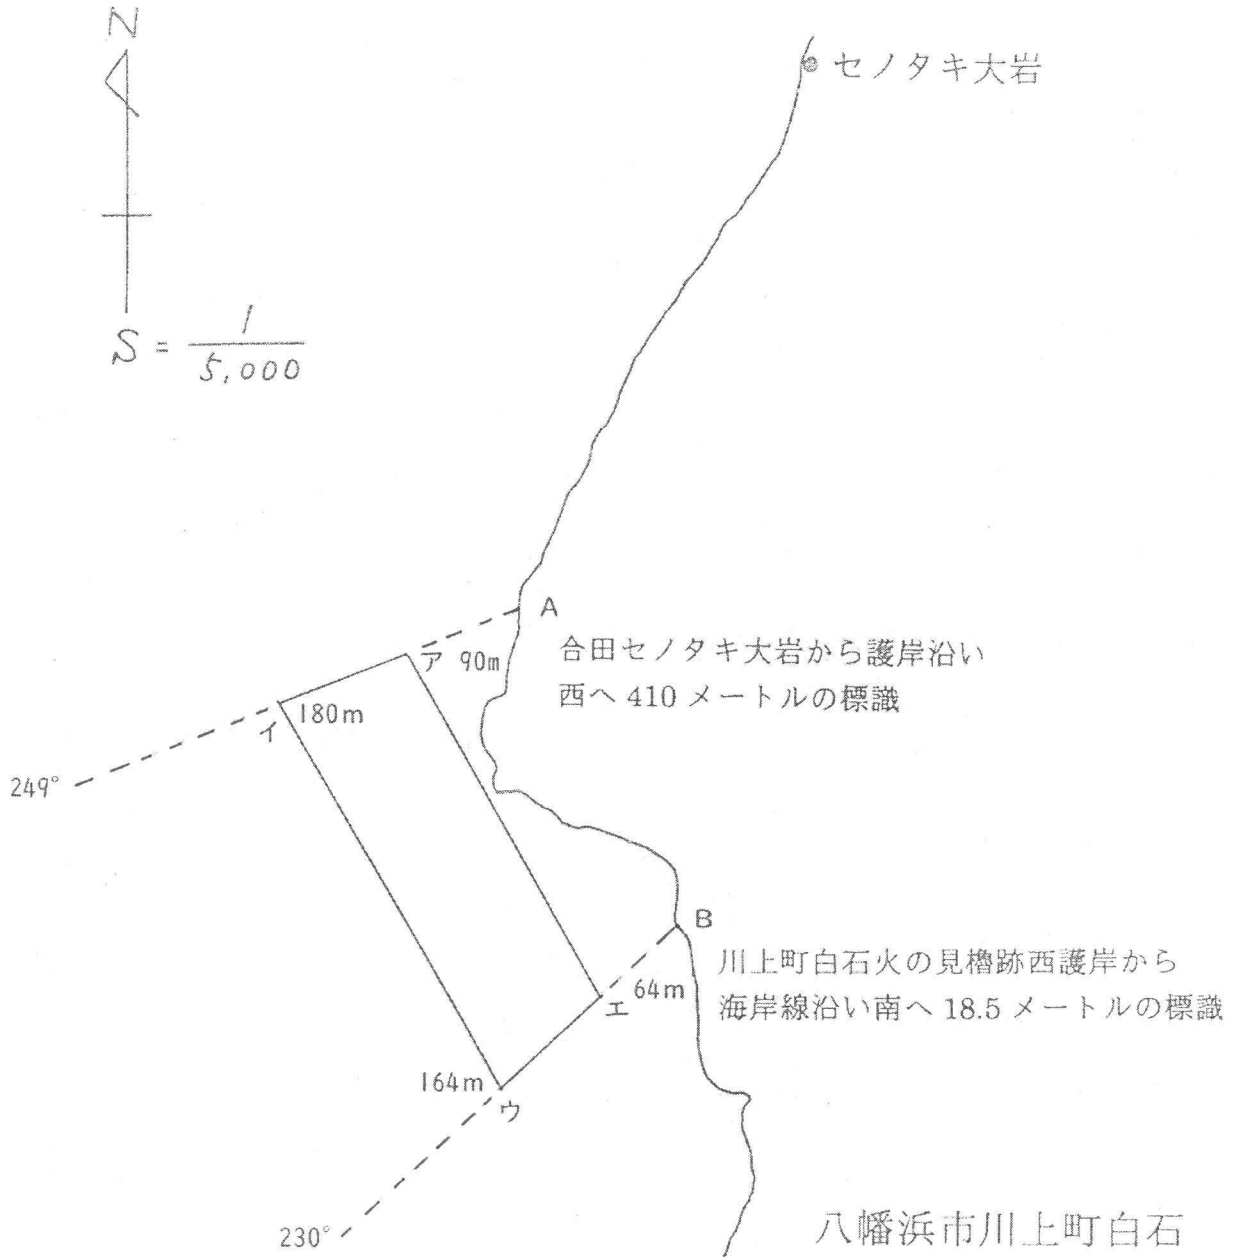 N
セノタキ大岩
S = 1/5,000
A
合田セノタキ大岩から護岸沿い
西へ 410 メートルの標識
ア 90m
イ 180m
249°
B
川上町白石火の見櫓跡西護岸から
海岸線沿い南へ 18.5 メートルの標識
エ 64m
164m
ウ
230°
八幡浜市川上町白石